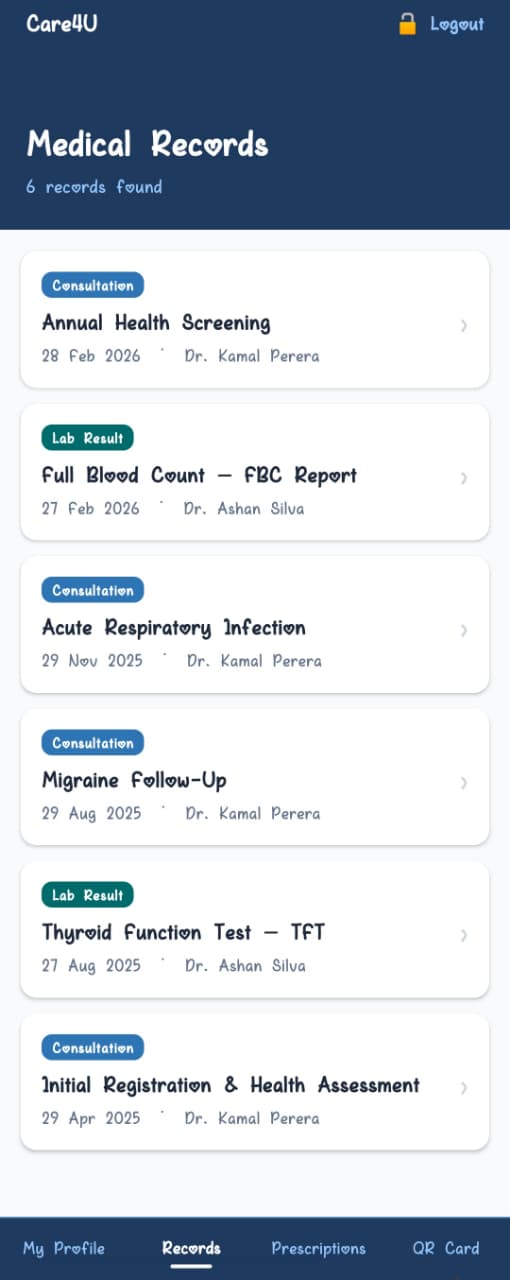 Care4U
🔓 Logout
Medical Records
6 records found
Consultation
Annual Health Screening
28 Feb 2026 · Dr. Kamal Perera
Lab Result
Full Blood Count – FBC Report
27 Feb 2026 · Dr. Ashan Silva
Consultation
Acute Respiratory Infection
29 Nov 2025 · Dr. Kamal Perera
Consultation
Migraine Follow-Up
29 Aug 2025 · Dr. Kamal Perera
Lab Result
Thyroid Function Test – TFT
27 Aug 2025 · Dr. Ashan Silva
Consultation
Initial Registration & Health Assessment
29 Apr 2025 · Dr. Kamal Perera
My Profile
Records
Prescriptions
QR Card